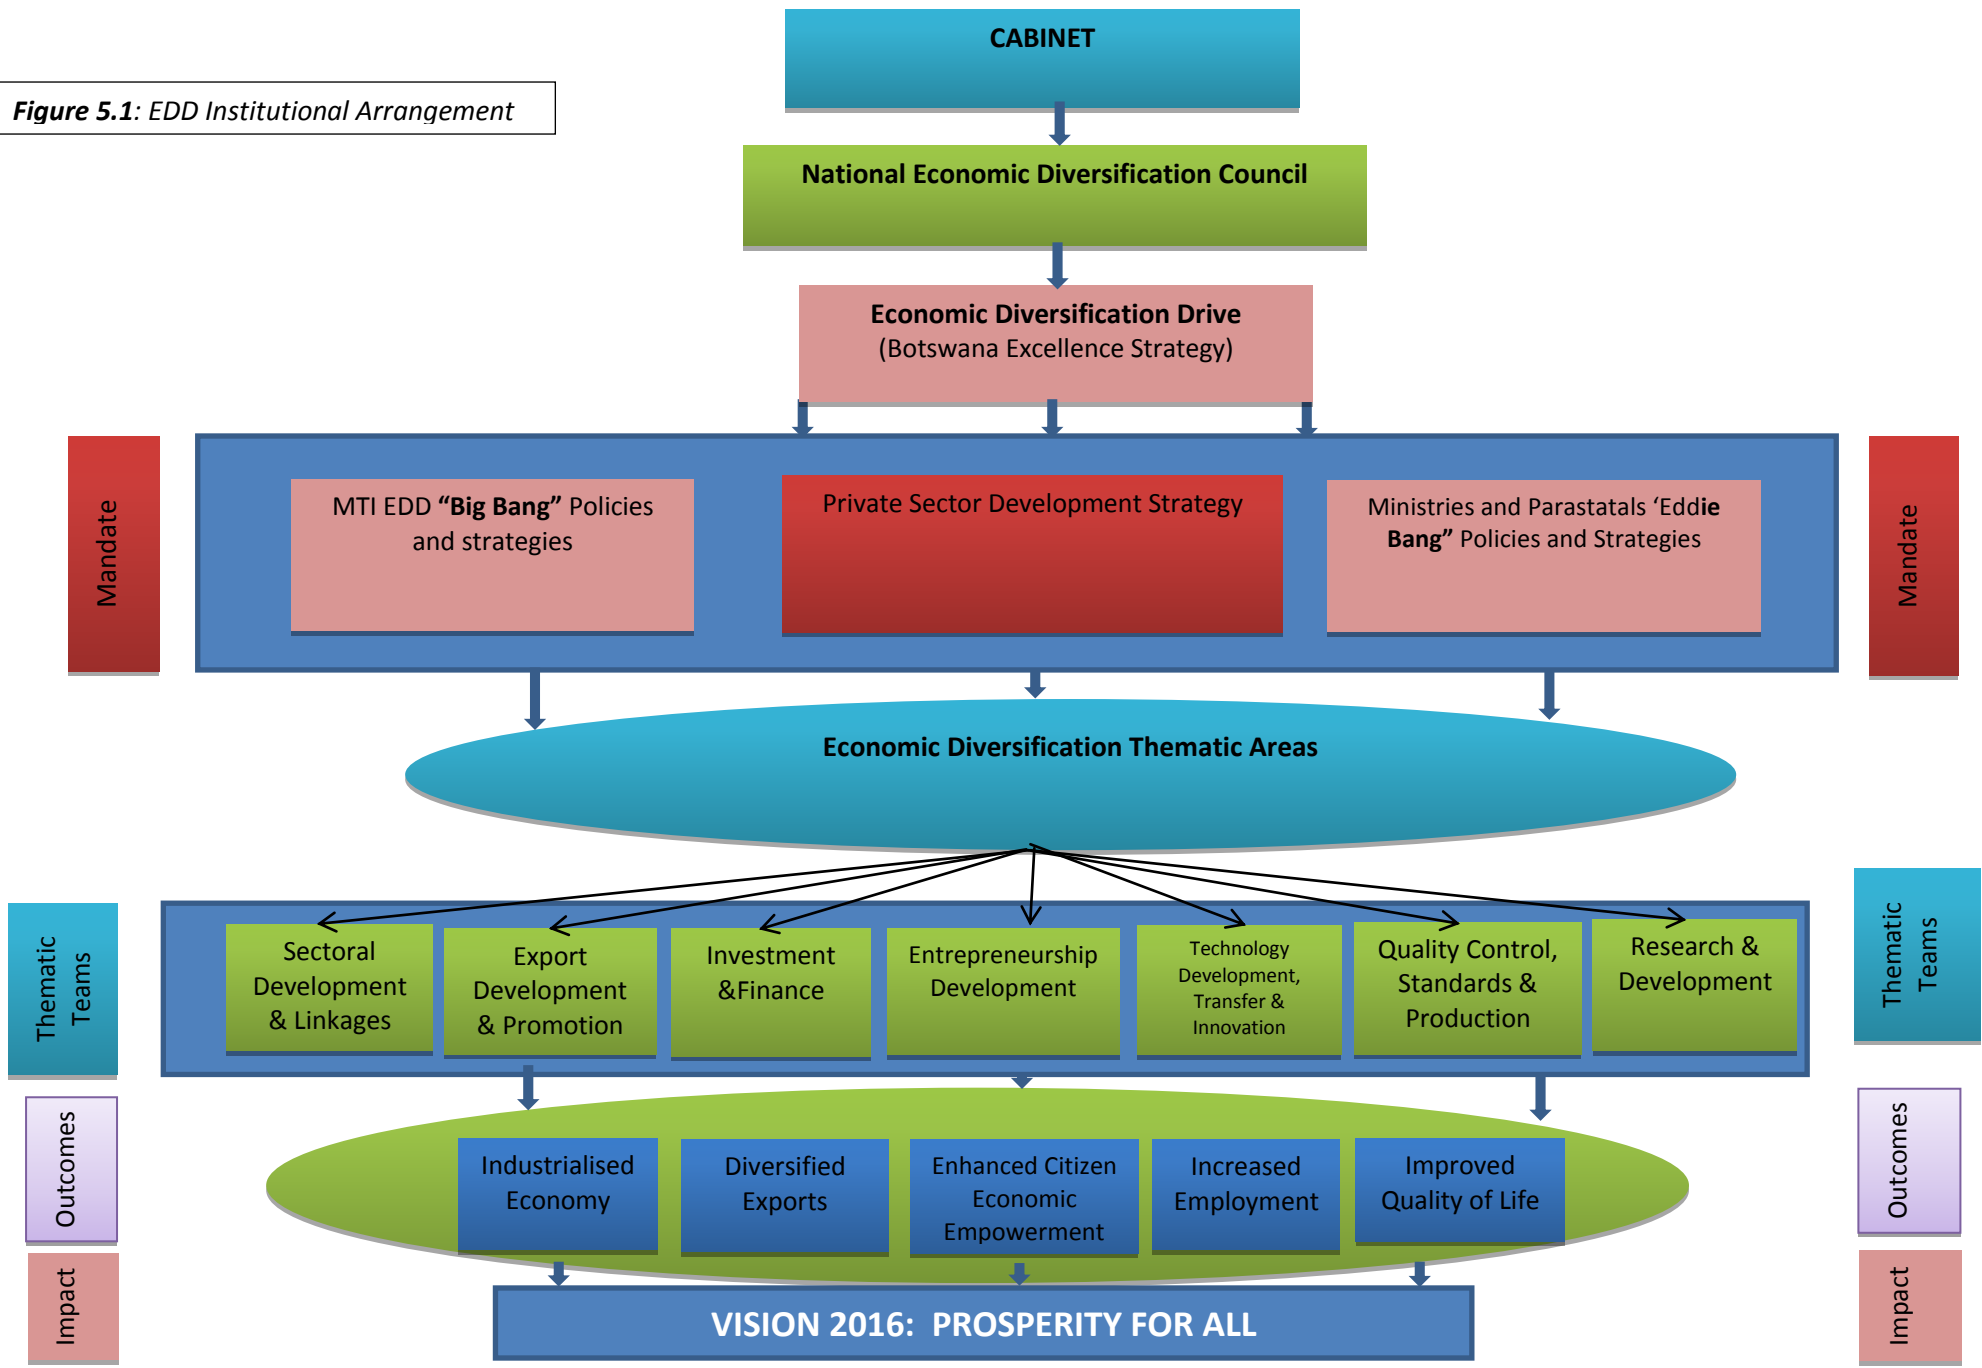 CABINET
Figure 5.1: EDD Institutional Arrangement
National Economic Diversification Council
Economic Diversification Drive
(Botswana Excellence Strategy)
Mandate
MTI EDD “Big Bang” Policies
and strategies
Private Sector Development Strategy
Ministries and Parastatals ‘Eddie
Bang” Policies and Strategies
Mandate
Economic Diversification Thematic Areas
Thematic
Teams
Sectoral
Development
& Linkages
Export
Development
& Promotion
Investment
&Finance
Entrepreneurship
Development
Technology
Development,
Transfer &
Innovation
Quality Control,
Standards &
Production
Research &
Development
Thematic
Teams
Outcomes
Industrialised
Economy
Diversified
Exports
Enhanced Citizen
Economic
Empowerment
Increased
Employment
Improved
Quality of Life
Outcomes
Impact
VISION 2016:  PROSPERITY FOR ALL
Impact